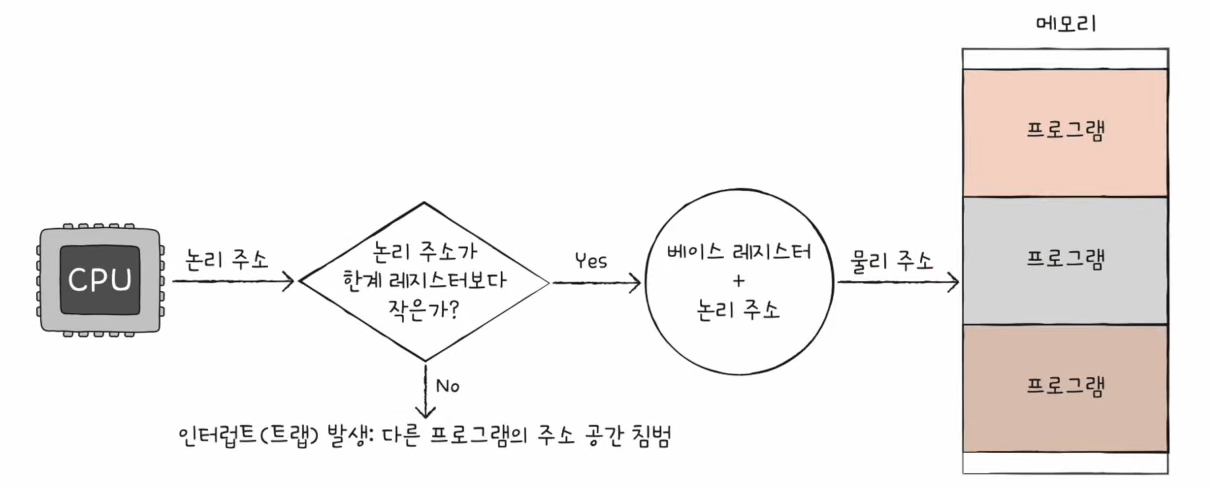 메모리
프로그램
프로그램
프로그램
CPU
논리 주소
논리 주소가
한계 레지스터보다
작은가?
Yes
베이스 레지스터
+
논리 주소
물리 주소
No
인터럽트(트랩) 발생: 다른 프로그램의 주소 공간 침범